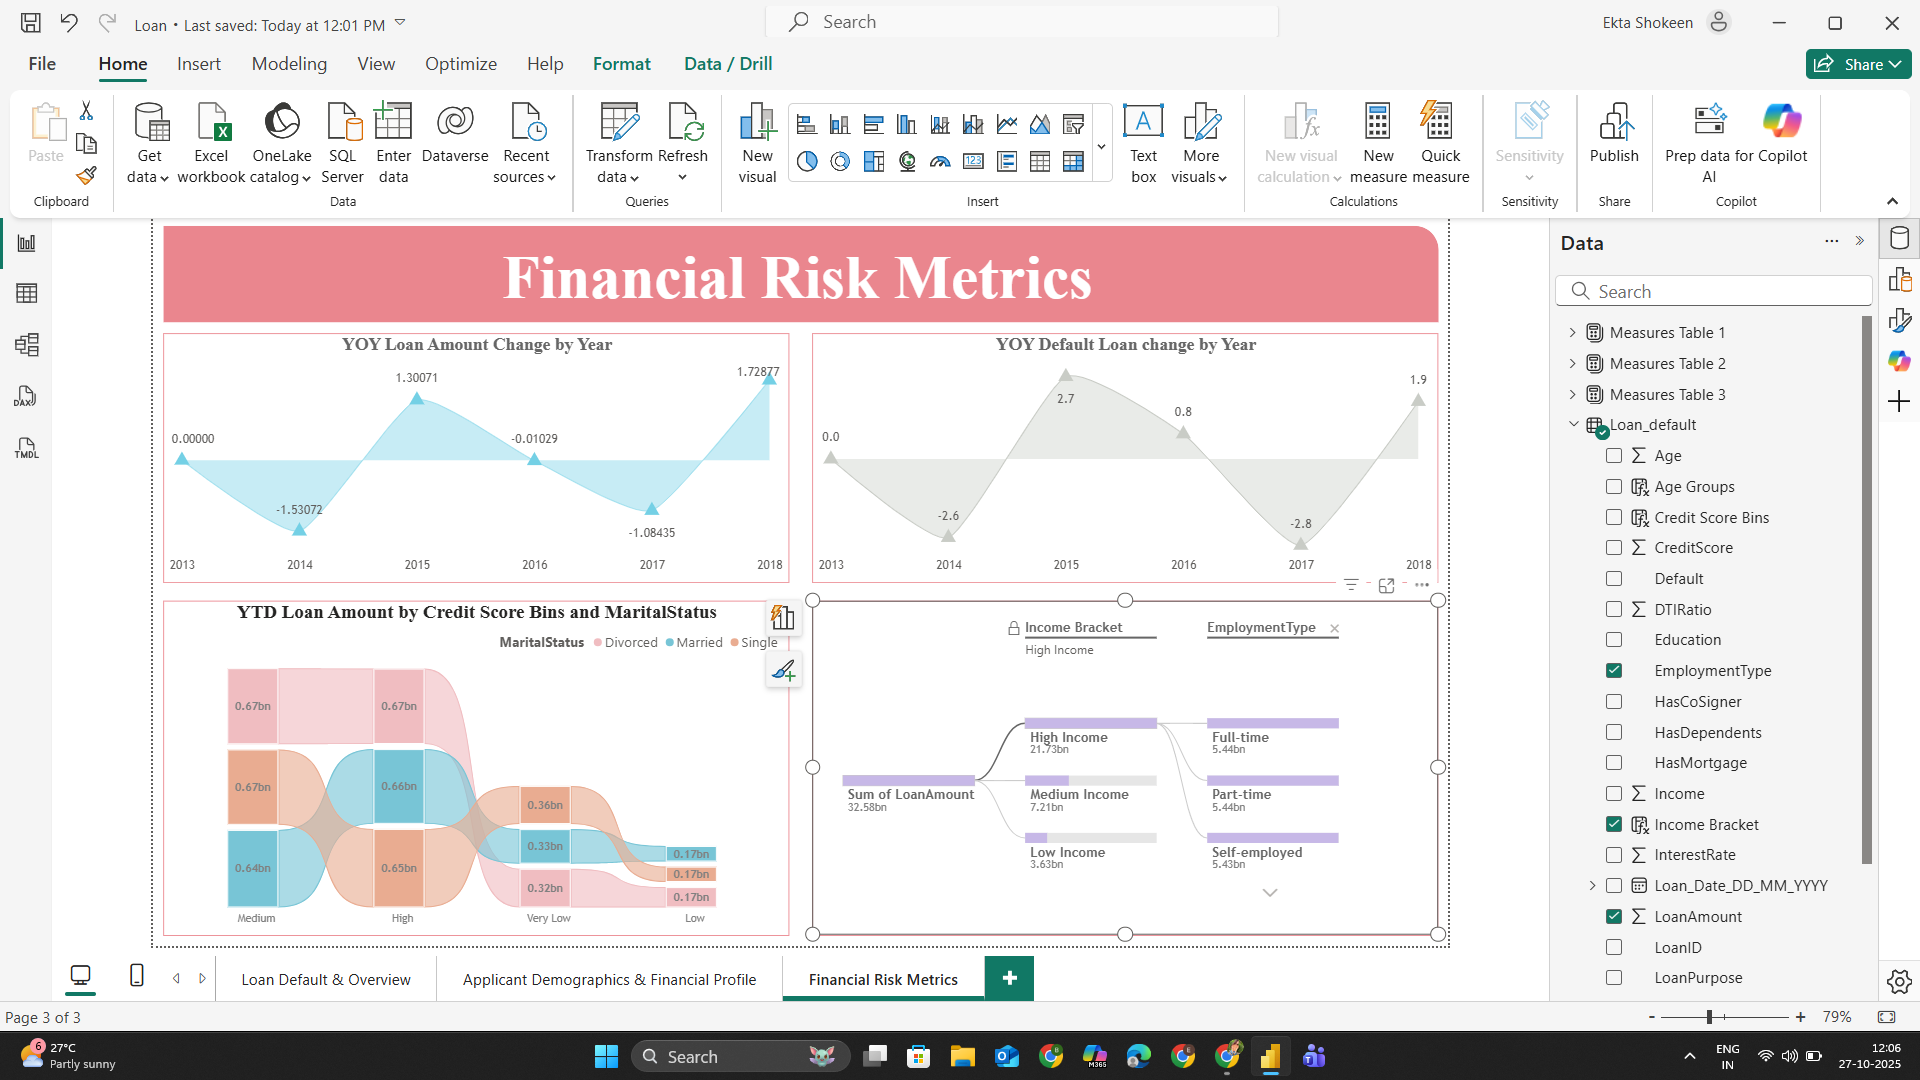 Loan • Last saved: Today at 12:01 PM
Search
Ekta Shokeen
File
Home
Insert
Modeling
View
Optimize
Help
Format
Data / Drill
Share
Paste
Get data
Excel workbook
OneLake catalog
SQL Server
Enter data
Dataverse
Recent sources
Transform data
Refresh
New visual
123
A
Text box
More visuals
New visual calculation
New measure
Quick measure
Sensitivity
Publish
Prep data for AI
Copilot
Clipboard
Data
Queries
Insert
Calculations
Sensitivity
Share
Copilot
DAX
TMDL
Financial Risk Metrics
YOY Loan Amount Change by Year
0.00000
-1.53072
1.30071
-0.01029
-1.08435
1.72877
2013
2014
2015
2016
2017
2018
YOY Default Loan change by Year
0.0
-2.6
2.7
0.8
-2.8
1.9
2013
2014
2015
2016
2017
2018
YTD Loan Amount by Credit Score Bins and MaritalStatus
MaritalStatus
Divorced
Married
Single
0.67bn
0.67bn
0.64bn
0.67bn
0.66bn
0.65bn
0.36bn
0.33bn
0.32bn
0.17bn
0.17bn
0.17bn
Medium
High
Very Low
Low
Income Bracket
High Income
EmploymentType
Sum of LoanAmount
32.58bn
High Income
21.73bn
Medium Income
7.21bn
Low Income
3.63bn
Full-time
5.44bn
Part-time
5.44bn
Self-employed
5.43bn
Data
Search
Measures Table 1
Measures Table 2
Measures Table 3
Loan_default
Age
Age Groups
Credit Score Bins
CreditScore
Default
DTIRatio
Education
EmploymentType
HasCoSigner
HasDependents
HasMortgage
Income
Income Bracket
InterestRate
Loan_Date_DD_MM_YYYY
LoanAmount
LoanID
LoanPurpose
Loan Default & Overview
Applicant Demographics & Financial Profile
Financial Risk Metrics
Page 3 of 3
79%
6
27°C
Partly sunny
Search
M365
ENG
IN
12:06
27-10-2025